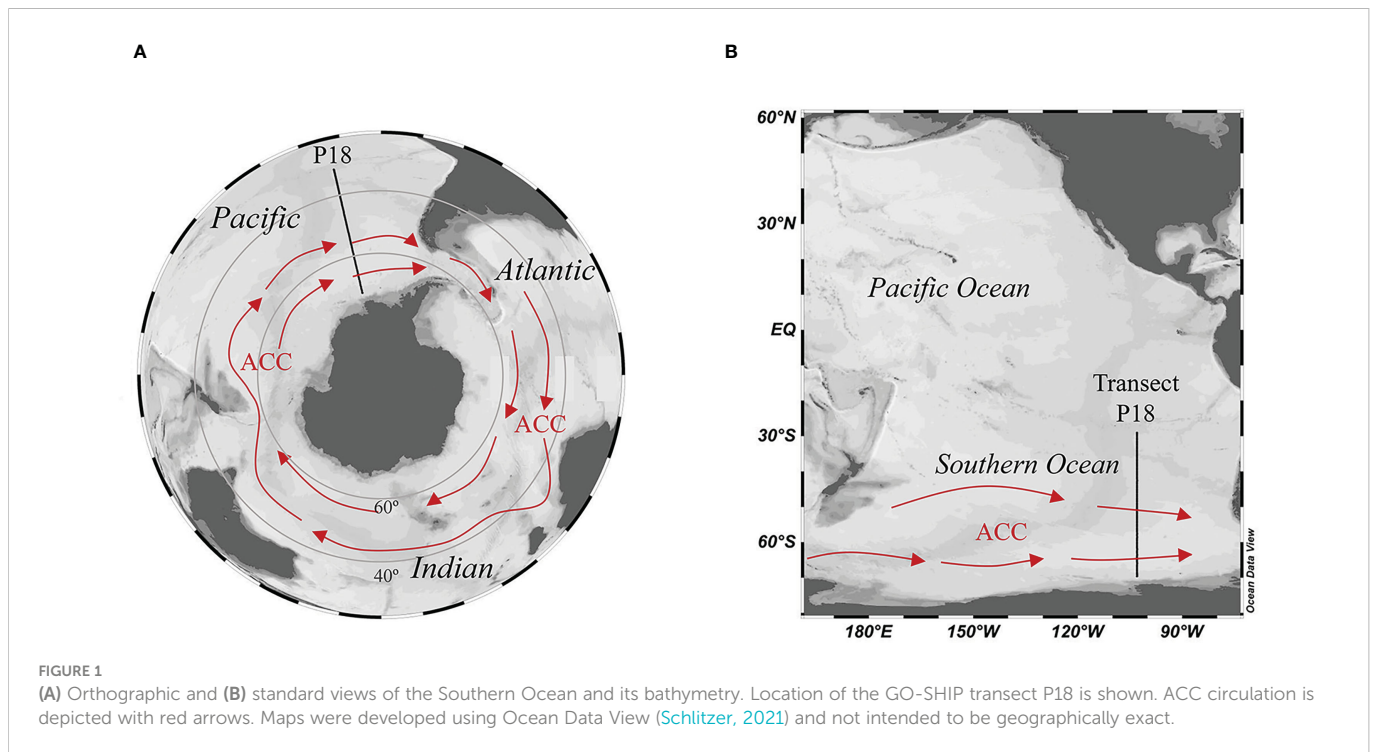 A
P18
Pacific
Atlantic
ACC
ACC
60º
40º
Indian
B
60°N
30°N
EQ
30°S
60°S
Pacific Ocean
Transect
P18
Southern Ocean
ACC
Ocean Data View
180°E
150°W
120°W
90°W
FIGURE 1
(A) Orthographic and (B) standard views of the Southern Ocean and its bathymetry. Location of the GO-SHIP transect P18 is shown. ACC circulation is
depicted with red arrows. Maps were developed using Ocean Data View (Schlitzer, 2021) and not intended to be geographically exact.